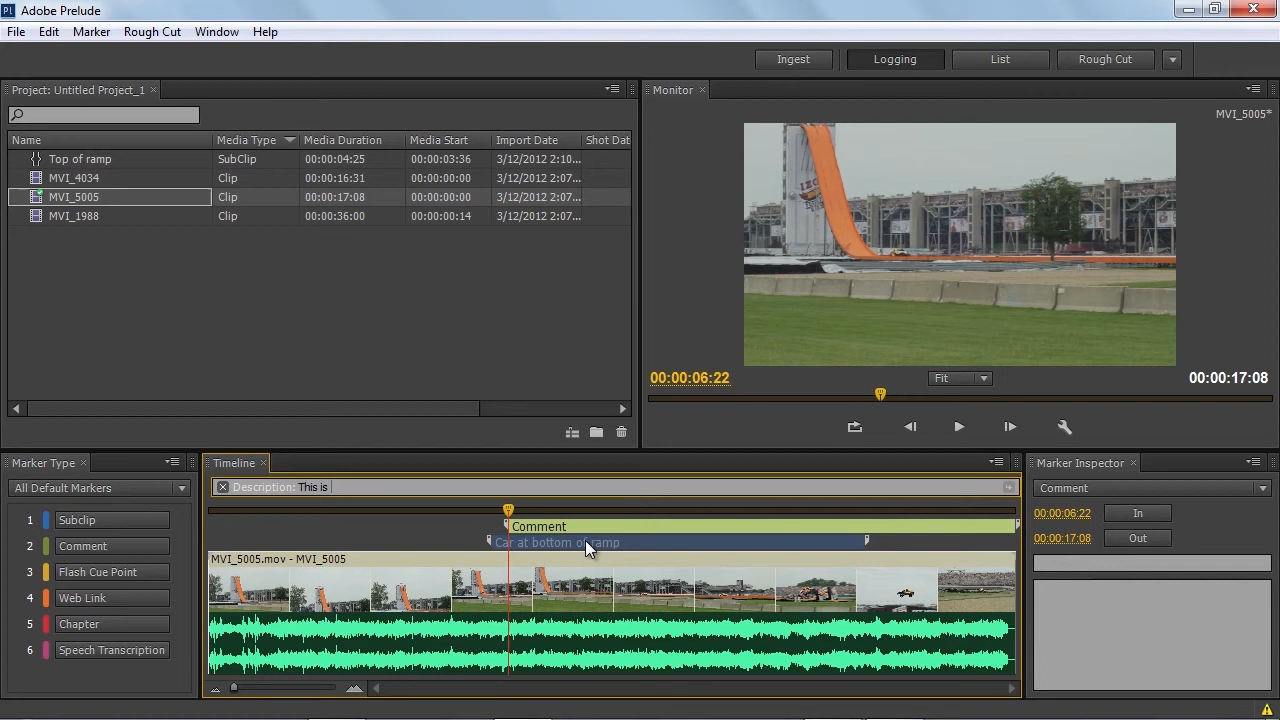 Pl Adobe Prelude
File Edit Marker Rough Cut Window Help
Ingest Logging List Rough Cut
Project: Untitled Project_1
Name Media Type Media Duration Media Start Import Date Shot Dat
Top of ramp SubClip 00:00:04:25 00:00:03:36 3/12/2012 2:10...
MVI_4034 Clip 00:00:16:31 00:00:00:00 3/12/2012 2:07...
MVI_5005 Clip 00:00:17:08 00:00:00:00 3/12/2012 2:07...
MVI_1988 Clip 00:00:36:00 00:00:00:14 3/12/2012 2:07...
Monitor
MVI_5005*
IZO
00:00:06:22 Fit 00:00:17:08
Marker Type
All Default Markers
1 Subclip
2 Comment
3 Flash Cue Point
4 Web Link
5 Chapter
6 Speech Transcription
Timeline
Description: This is
Comment
Car at bottom of ramp
MVI_5005.mov - MVI_5005
Marker Inspector
Comment
00:00:06:22 In
00:00:17:08 Out